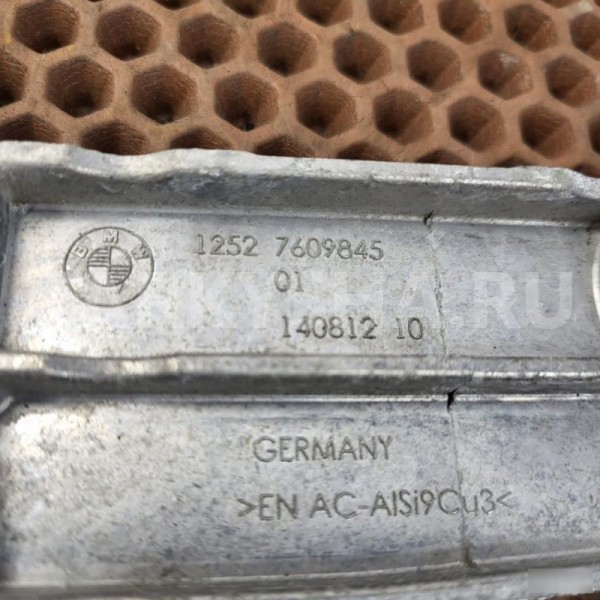 BMW
1252 7609845
01
140812 10
GERMANY
>EN AC-AlSi9Cu3<